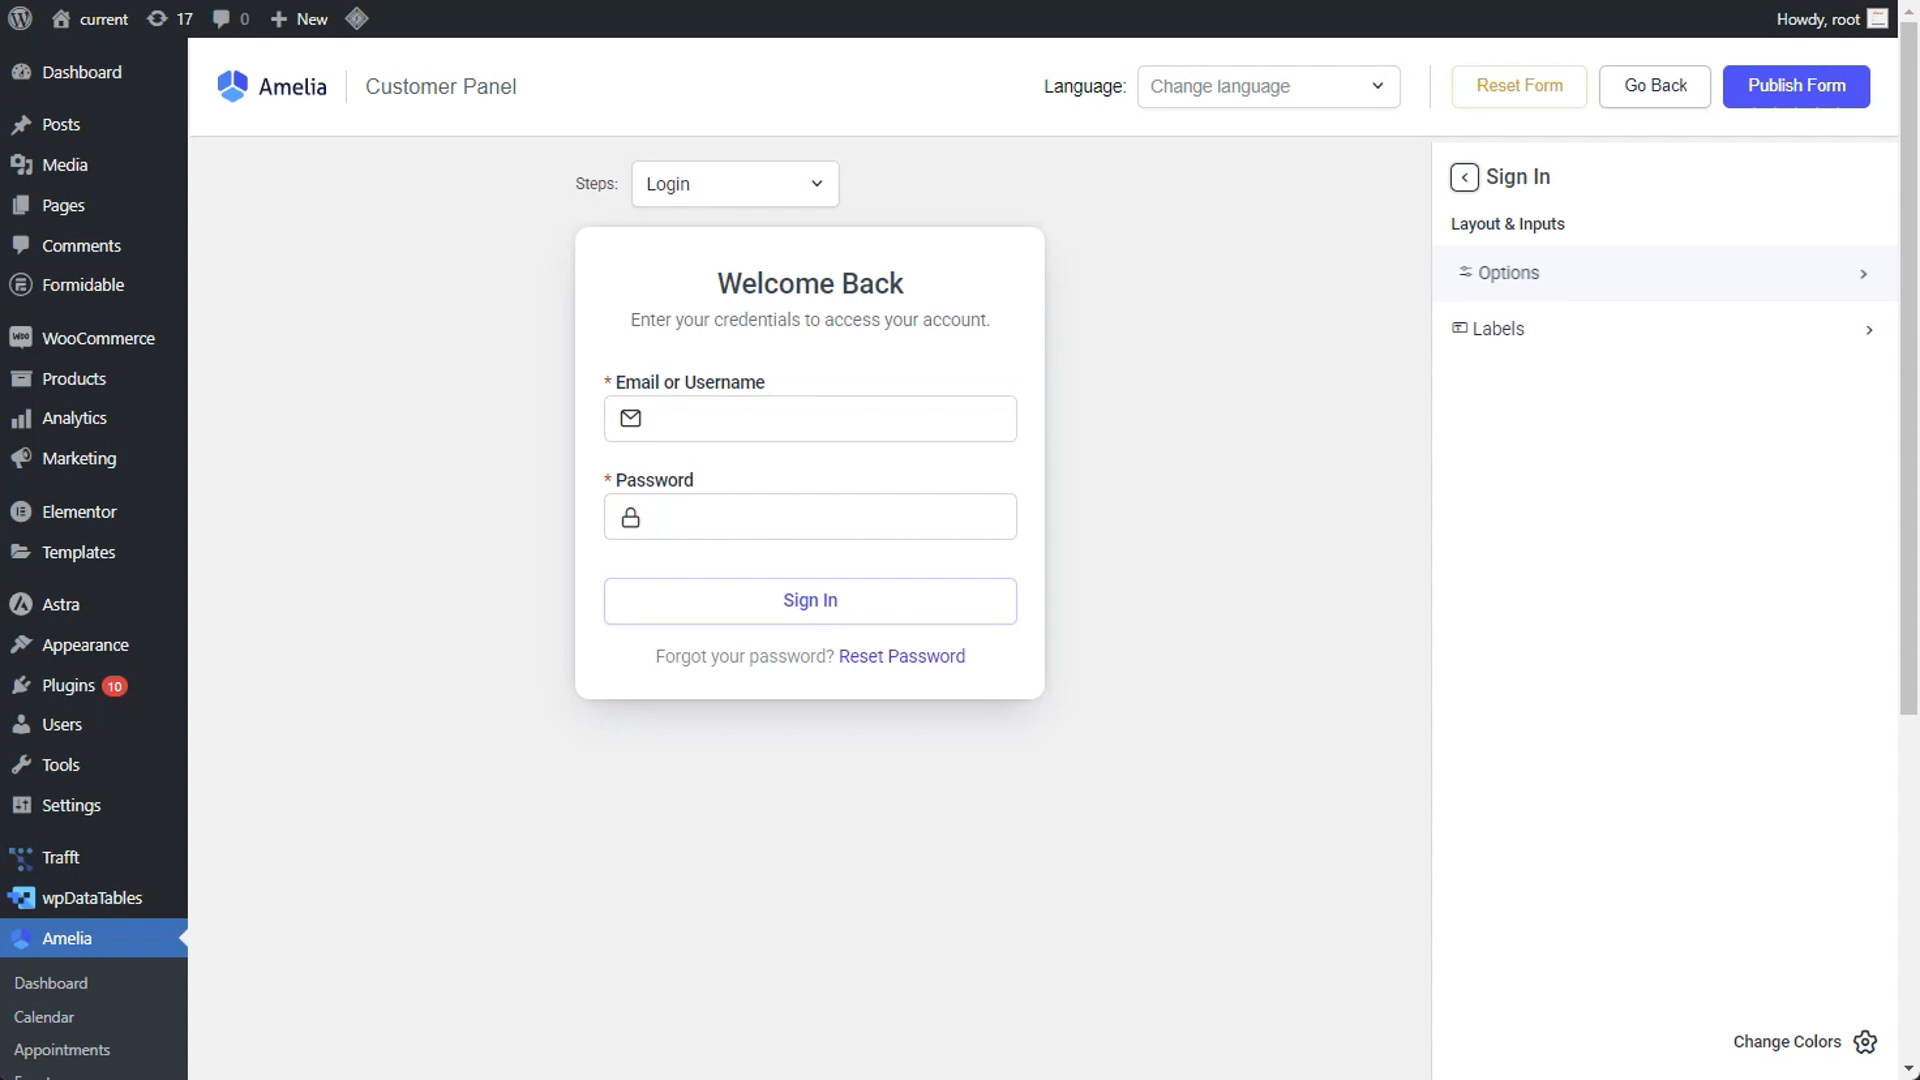 current
17
0
New
Howdy, root
Dashboard
Posts
Media
Pages
Comments
Formidable
WooCommerce
Products
Analytics
Marketing
Elementor
Templates
Astra
Appearance
Plugins 10
Users
Tools
Settings
Trafft
wpDataTables
Amelia
Dashboard
Calendar
Appointments
Amelia
Customer Panel
Language: Change language
Reset Form
Go Back
Publish Form
Steps: Login
Welcome Back
Enter your credentials to access your account.
* Email or Username
* Password
Sign In
Forgot your password? Reset Password
Sign In
Layout & Inputs
Options
Labels
Change Colors